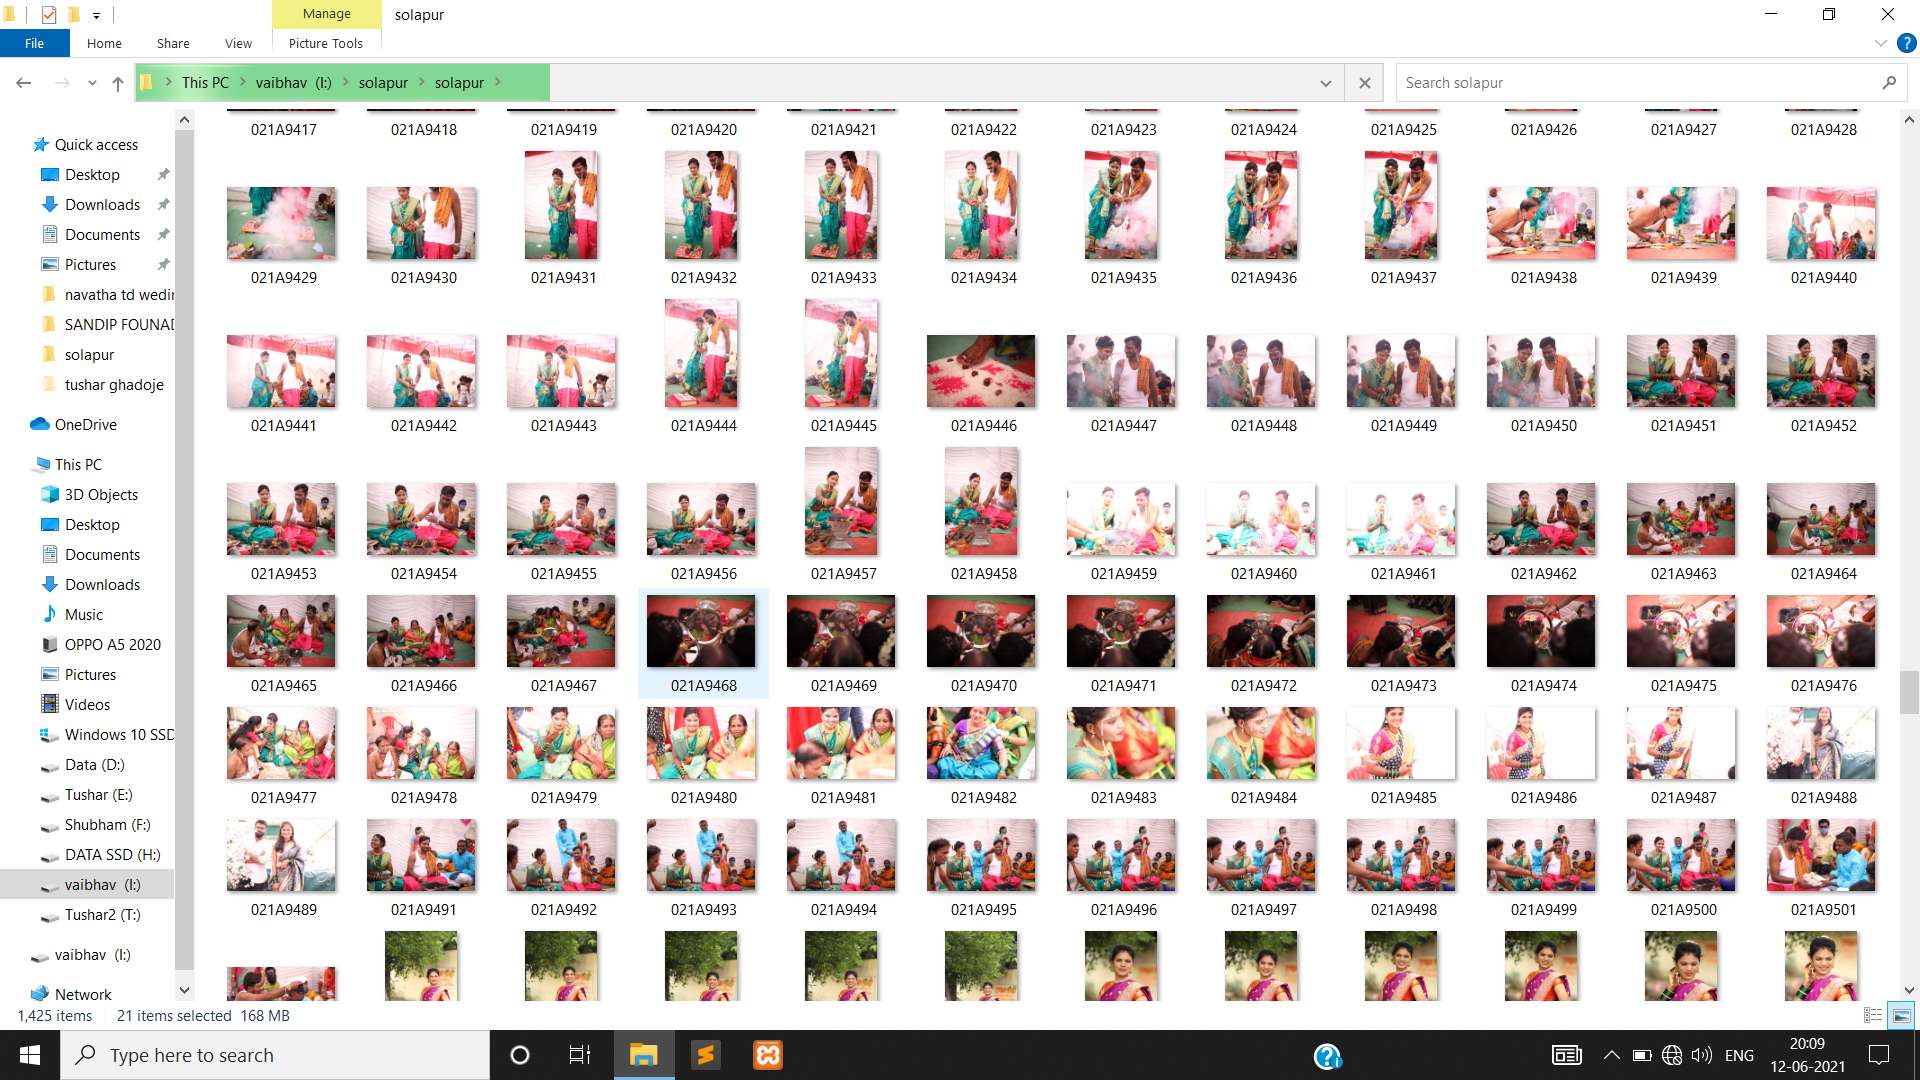 Manage
solapur
File
Home
Share
View
Picture Tools
This PC
vaibhav (I:)
solapur
solapur
Search solapur
Quick access
Desktop
Downloads
Documents
Pictures
navatha td wedin
SANDIP FOUNAD
solapur
tushar ghadoje
OneDrive
This PC
3D Objects
Desktop
Documents
Downloads
Music
OPPO A5 2020
Pictures
Videos
Windows 10 SSD
Data (D:)
Tushar (E:)
Shubham (F:)
DATA SSD (H:)
vaibhav (I:)
Tushar2 (T:)
vaibhav (I:)
Network
021A9417 021A9418 021A9419 021A9420 021A9421 021A9422 021A9423 021A9424 021A9425 021A9426 021A9427 021A9428
021A9429 021A9430 021A9431 021A9432 021A9433 021A9434 021A9435 021A9436 021A9437 021A9438 021A9439 021A9440
021A9441 021A9442 021A9443 021A9444 021A9445 021A9446 021A9447 021A9448 021A9449 021A9450 021A9451 021A9452
021A9453 021A9454 021A9455 021A9456 021A9457 021A9458 021A9459 021A9460 021A9461 021A9462 021A9463 021A9464
021A9465 021A9466 021A9467 021A9468 021A9469 021A9470 021A9471 021A9472 021A9473 021A9474 021A9475 021A9476
021A9477 021A9478 021A9479 021A9480 021A9481 021A9482 021A9483 021A9484 021A9485 021A9486 021A9487 021A9488
021A9489 021A9491 021A9492 021A9493 021A9494 021A9495 021A9496 021A9497 021A9498 021A9499 021A9500 021A9501
1,425 items 21 items selected 168 MB
Type here to search
ENG
20:09
12-06-2021